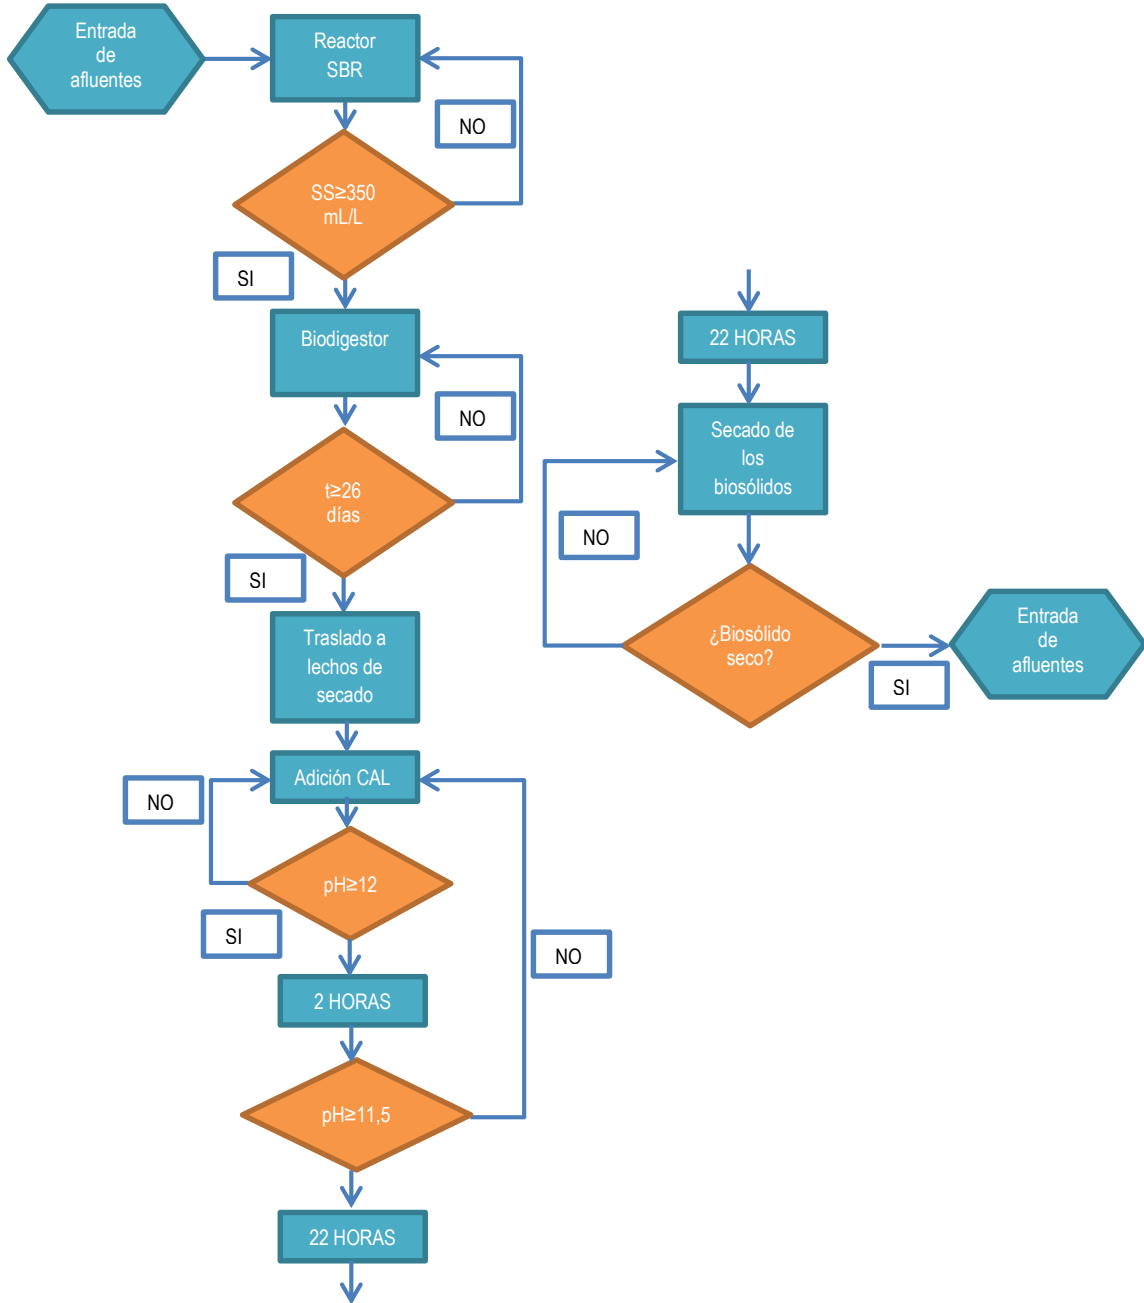 Entrada
de
afluentes
Reactor
SBR
NO
SS≥350
mL/L
SI
Biodigestor
NO
t≥26
días
SI
Traslado a
lechos de
secado
Adición CAL
NO
pH≥12
SI
2 HORAS
NO
pH≥11,5
22 HORAS
22 HORAS
Secado de
los
biosólidos
NO
¿Biosólido
seco?
SI
Entrada
de
afluentes